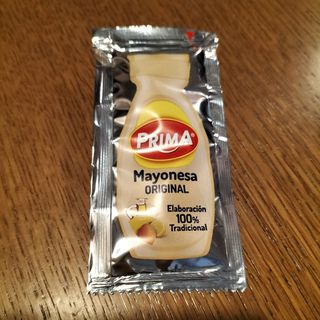 PRIMA
Mayonesa
ORIGINAL
Elaboración
100%
Tradicional